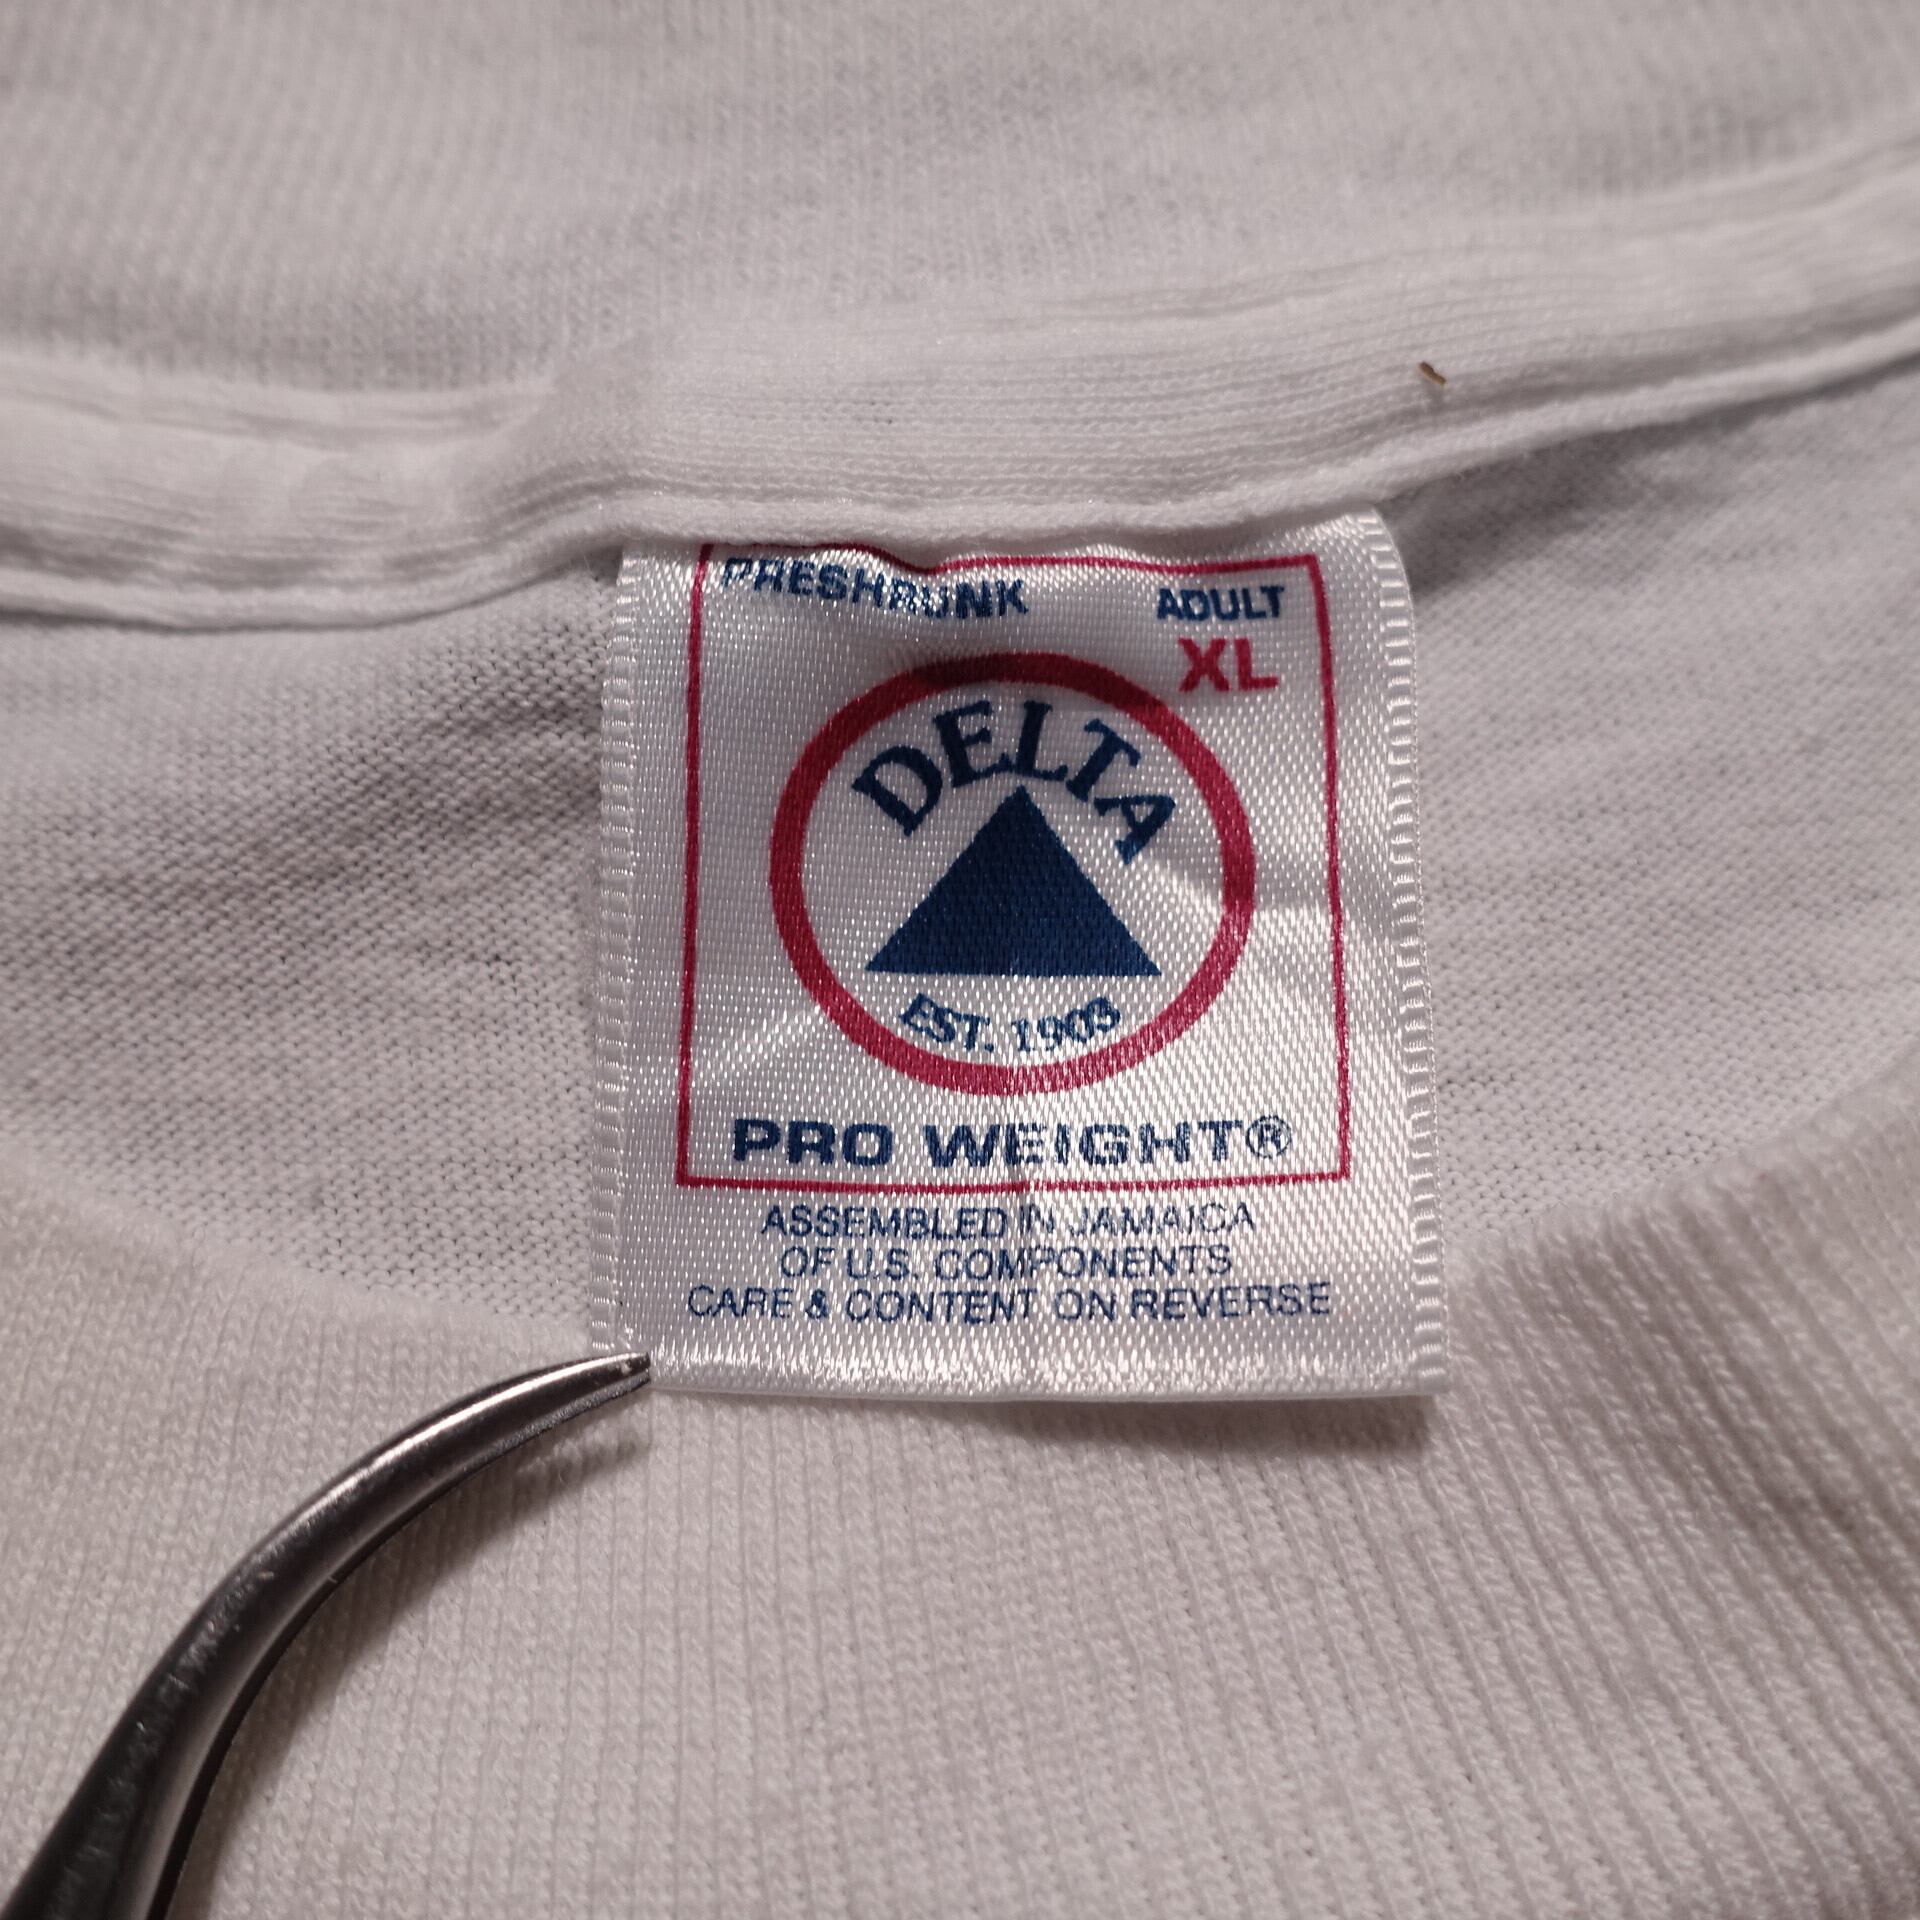 PRESHRUNK ADULT
XL
DELTA
EST. 1903
PRO WEIGHT®
ASSEMBLED IN JAMAICA
OF U.S. COMPONENTS
CARE & CONTENT ON REVERSE